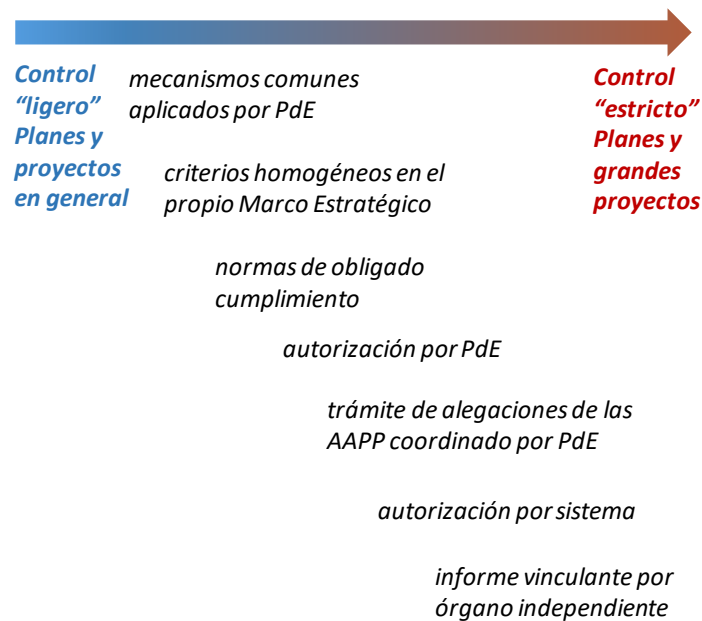 Control
“ligero”
Planes y
proyectos
en general
mecanismos comunes
aplicados por PdE
criterios homogéneos en el
propio Marco Estratégico
normas de obligado
cumplimiento
autorización por PdE
trámite de alegaciones de las
AAPP coordinado por PdE
autorización por sistema
informe vinculante por
órgano independiente
Control
“estricto”
Planes y
grandes
proyectos